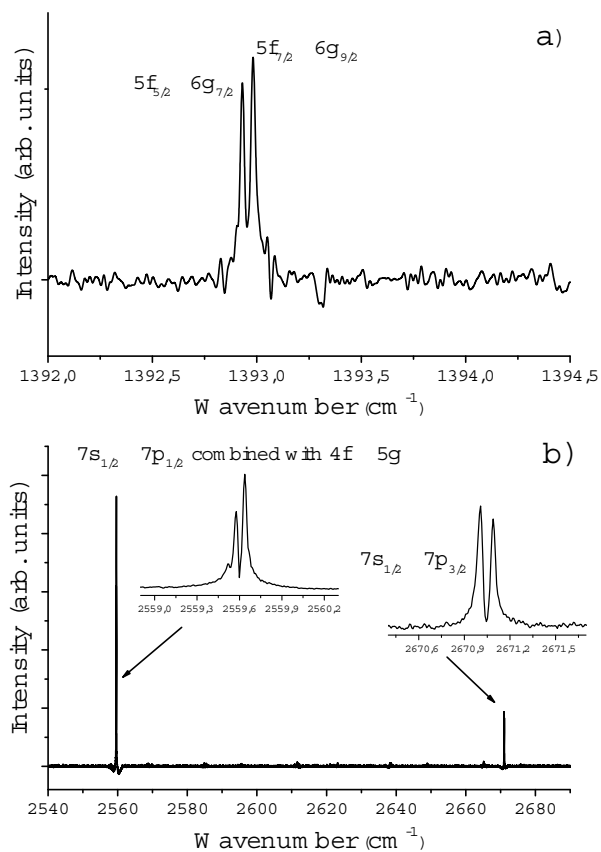 a)
5f7/2 6g9/2
5f5/2 6g7/2
Intensity (arb. units)
1392,0 1392,5 1393,0 1393,5 1394,0 1394,5
Wavenumber (cm-1)
b)
7s1/2 7p1/2 combined with 4f 5g
7s1/2 7p3/2
2559,0 2559,3 2559,6 2559,9 2560,2
2670,6 2670,9 2671,2 2671,5
Intensity (arb. units)
2540 2560 2580 2600 2620 2640 2660 2680
Wavenumber (cm-1)